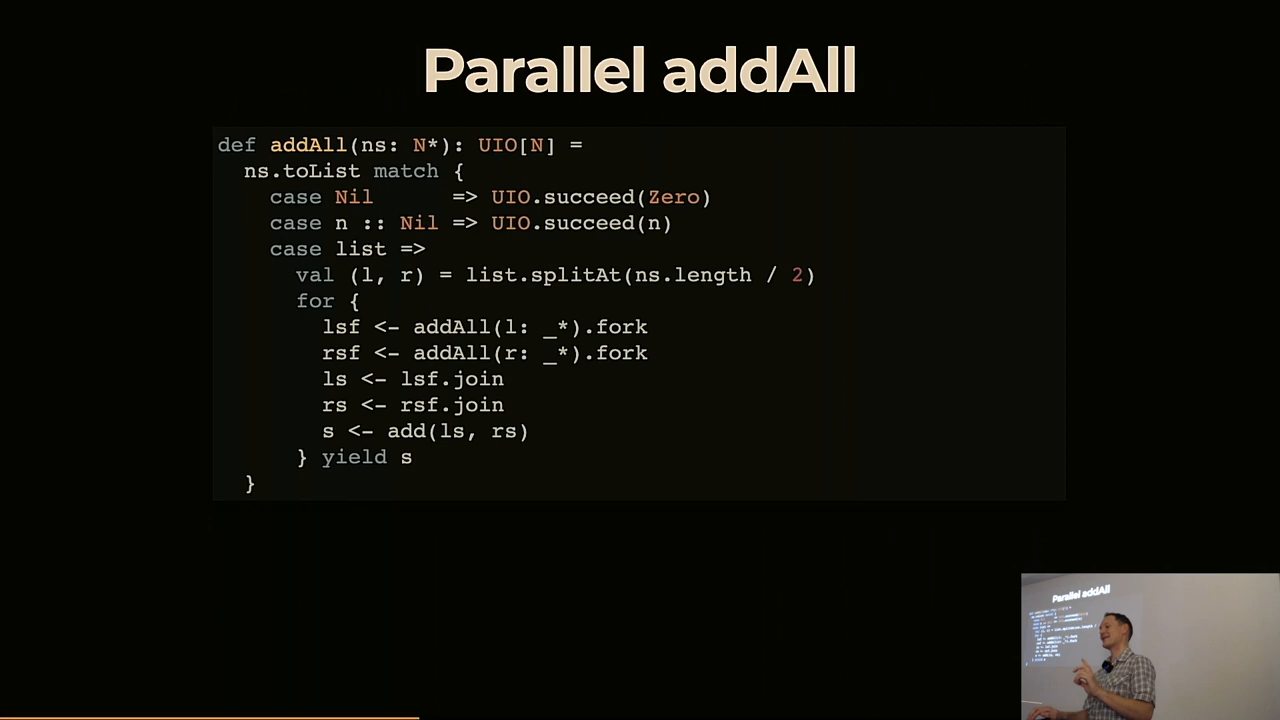 Parallel addAll
def addAll(ns: N*): UIO[N] =
  ns.toList match {
    case Nil      => UIO.succeed(Zero)
    case n :: Nil => UIO.succeed(n)
    case list =>
      val (l, r) = list.splitAt(ns.length / 2)
      for {
        lsf <- addAll(l: _*).fork
        rsf <- addAll(r: _*).fork
        ls <- lsf.join
        rs <- rsf.join
        s <- add(ls, rs)
      } yield s
  }
Parallel addAll